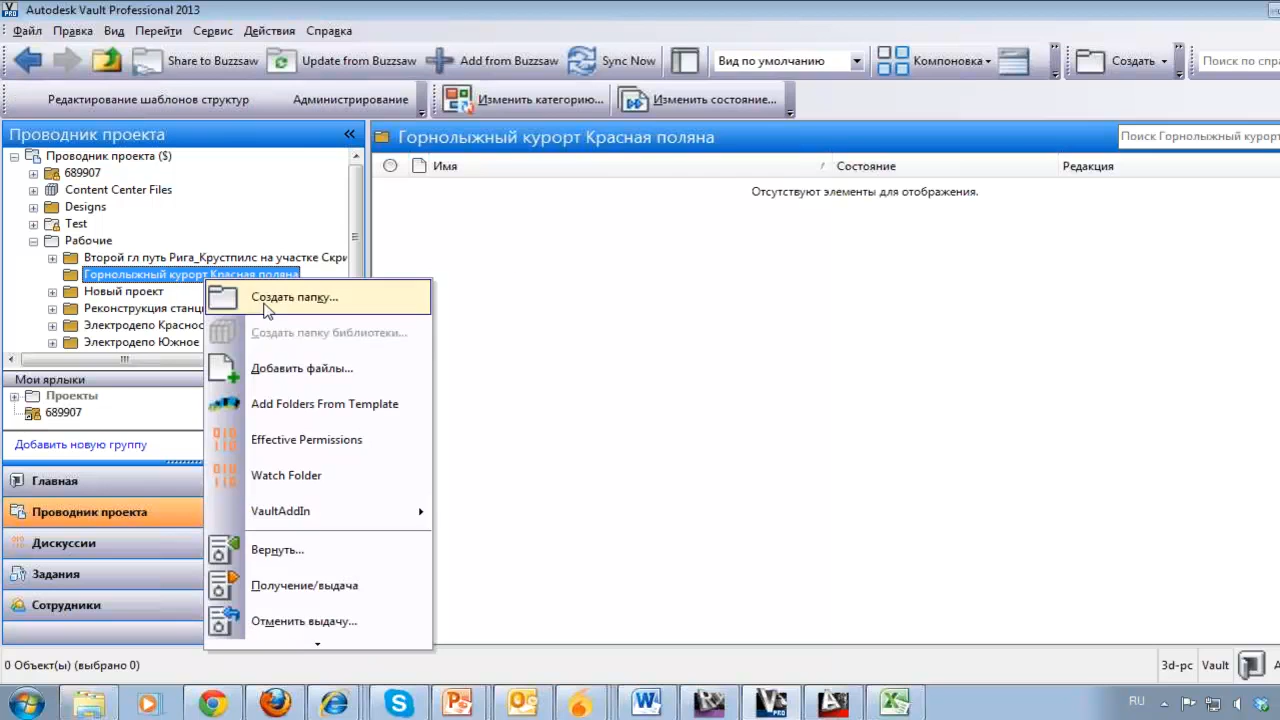 Autodesk Vault Professional 2013
Файл Правка Вид Перейти Сервис Действия Справка
Share to Buzzsaw Update from Buzzsaw Add from Buzzsaw Sync Now Вид по умолчанию Компоновка Создать Поиск по спра
Редактирование шаблонов структур Администрирование Изменить категорию... Изменить состояние...
Проводник проекта
Горнолыжный курорт Красная поляна
Поиск Горнолыжный курорт
Проводник проекта ($)
689907
Content Center Files
Designs
Test
Рабочие
Второй гл путь Рига_Крустпилс на участке Скри
Горнолыжный курорт Красная поляна
Новый проект
Реконструкция станц
Электродепо Красно
Электродепо Южное
Имя Состояние Редакция
Отсутствуют элементы для отображения.
Создать папку...
Создать папку библиотеки...
Добавить файлы...
Add Folders From Template
Effective Permissions
Watch Folder
VaultAddIn
Вернуть...
Получение/выдача
Отменить выдачу...
Мои ярлыки
Проекты
689907
Добавить новую группу
Главная
Проводник проекта
Дискуссии
Задания
Сотрудники
0 Объект(ы) (выбрано 0)
3d-pc Vault
RU